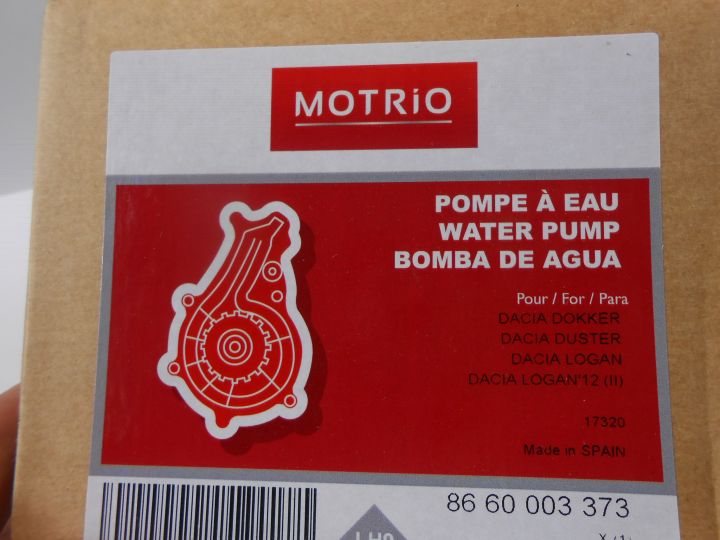 MOTRiO
POMPE À EAU
WATER PUMP
BOMBA DE AGUA
Pour / For / Para
DACIA DOKKER
DACIA DUSTER
DACIA LOGAN
DACIA LOGAN'12 (II)
17320
Made in SPAIN
86 60 003 373